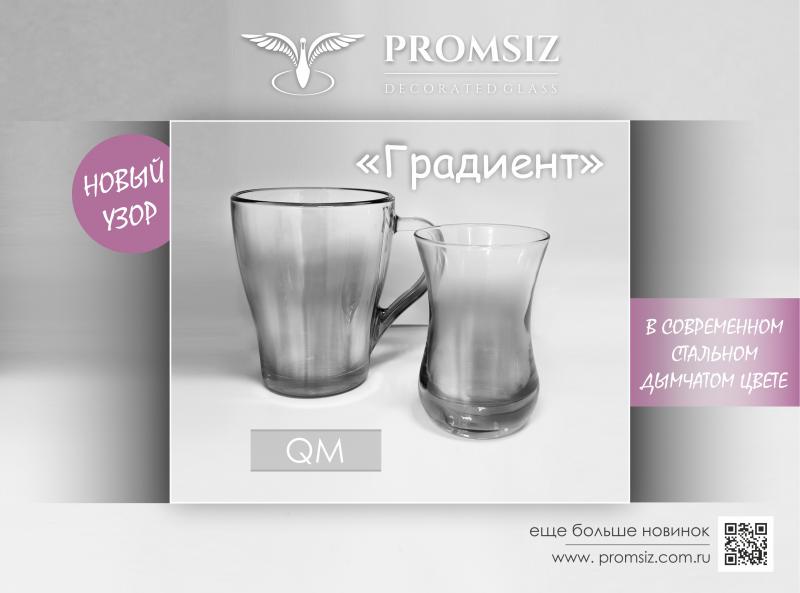 PROMSIZ
DECORATED GLASS
«Градиент»
НОВЫЙ
УЗОР
В СОВРЕМЕННОМ
СТАЛЬНОМ
ДЫМЧАТОМ ЦВЕТЕ
QM
еще больше новинок
www. promsiz.com.ru